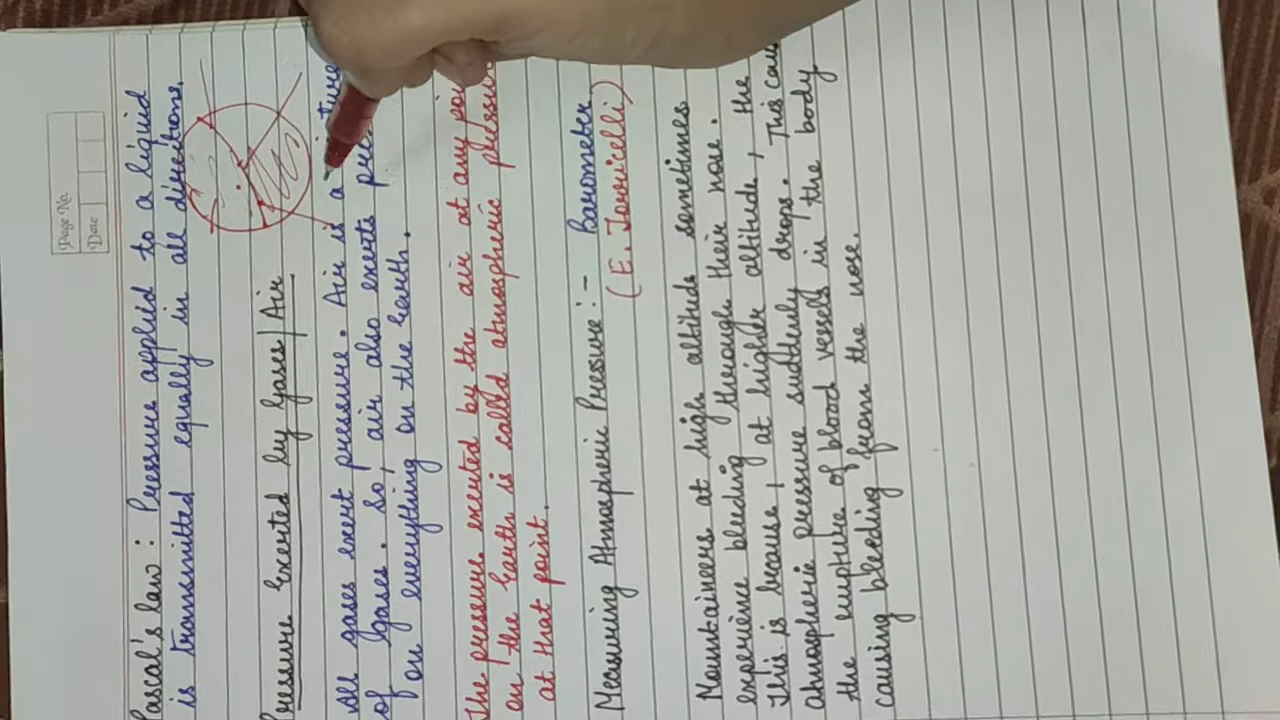 Page No.
Date
Pascal's law : Pressure applied to a liquid
is transmitted equally in all directions.
Pressure Exerted by Gases/Air
All gases exert pressure. Air is a
of gases. So, air also exerts
on everything on the Earth.
The pressure exerted by the air at any
on the Earth is called atmospheric
at that point.
Measuring Atmospheric Pressure :- Barometer
(E. Torricelli)
Mountaineers at high altitude sometimes
experience bleeding through their nose.
This is because, at higher altitude, the
atmospheric pressure suddenly drops. This
the rupture of blood vessels in the body
causing bleeding from the nose.